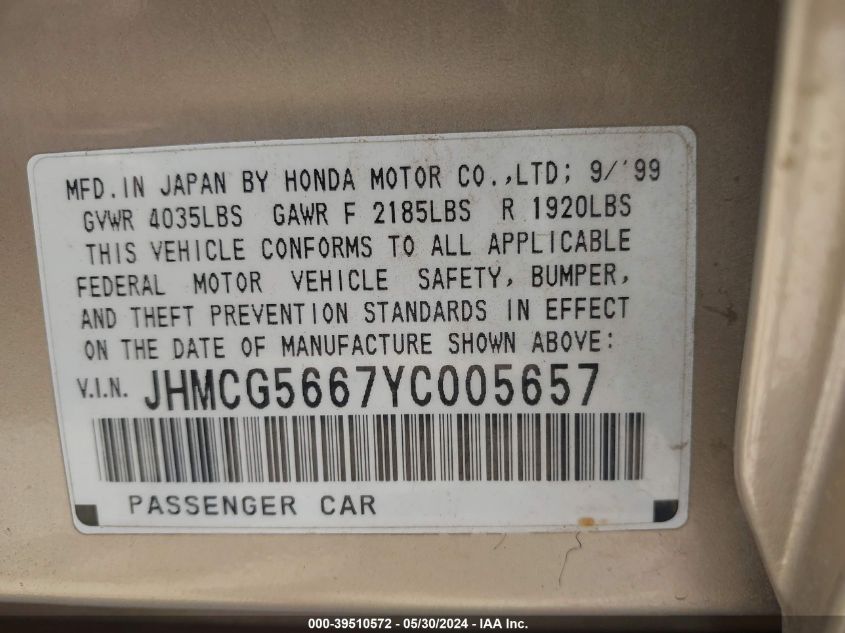 MFD.IN JAPAN BY HONDA MOTOR CO.,LTD; 9/'99
GVWR 4035LBS GAWR F 2185LBS R 1920LBS
THIS VEHICLE CONFORMS TO ALL APPLICABLE
FEDERAL MOTOR VEHICLE SAFETY, BUMPER,
AND THEFT PREVENTION STANDARDS IN EFFECT
ON THE DATE OF MANUFACTURE SHOWN ABOVE:
V.I.N. JHMCG5667YC005657
PASSENGER CAR
000-39510572 - 05/30/2024 - IAA Inc.